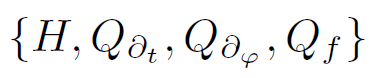 {H, Q_{∂_t}, Q_{∂_φ}, Q_f}